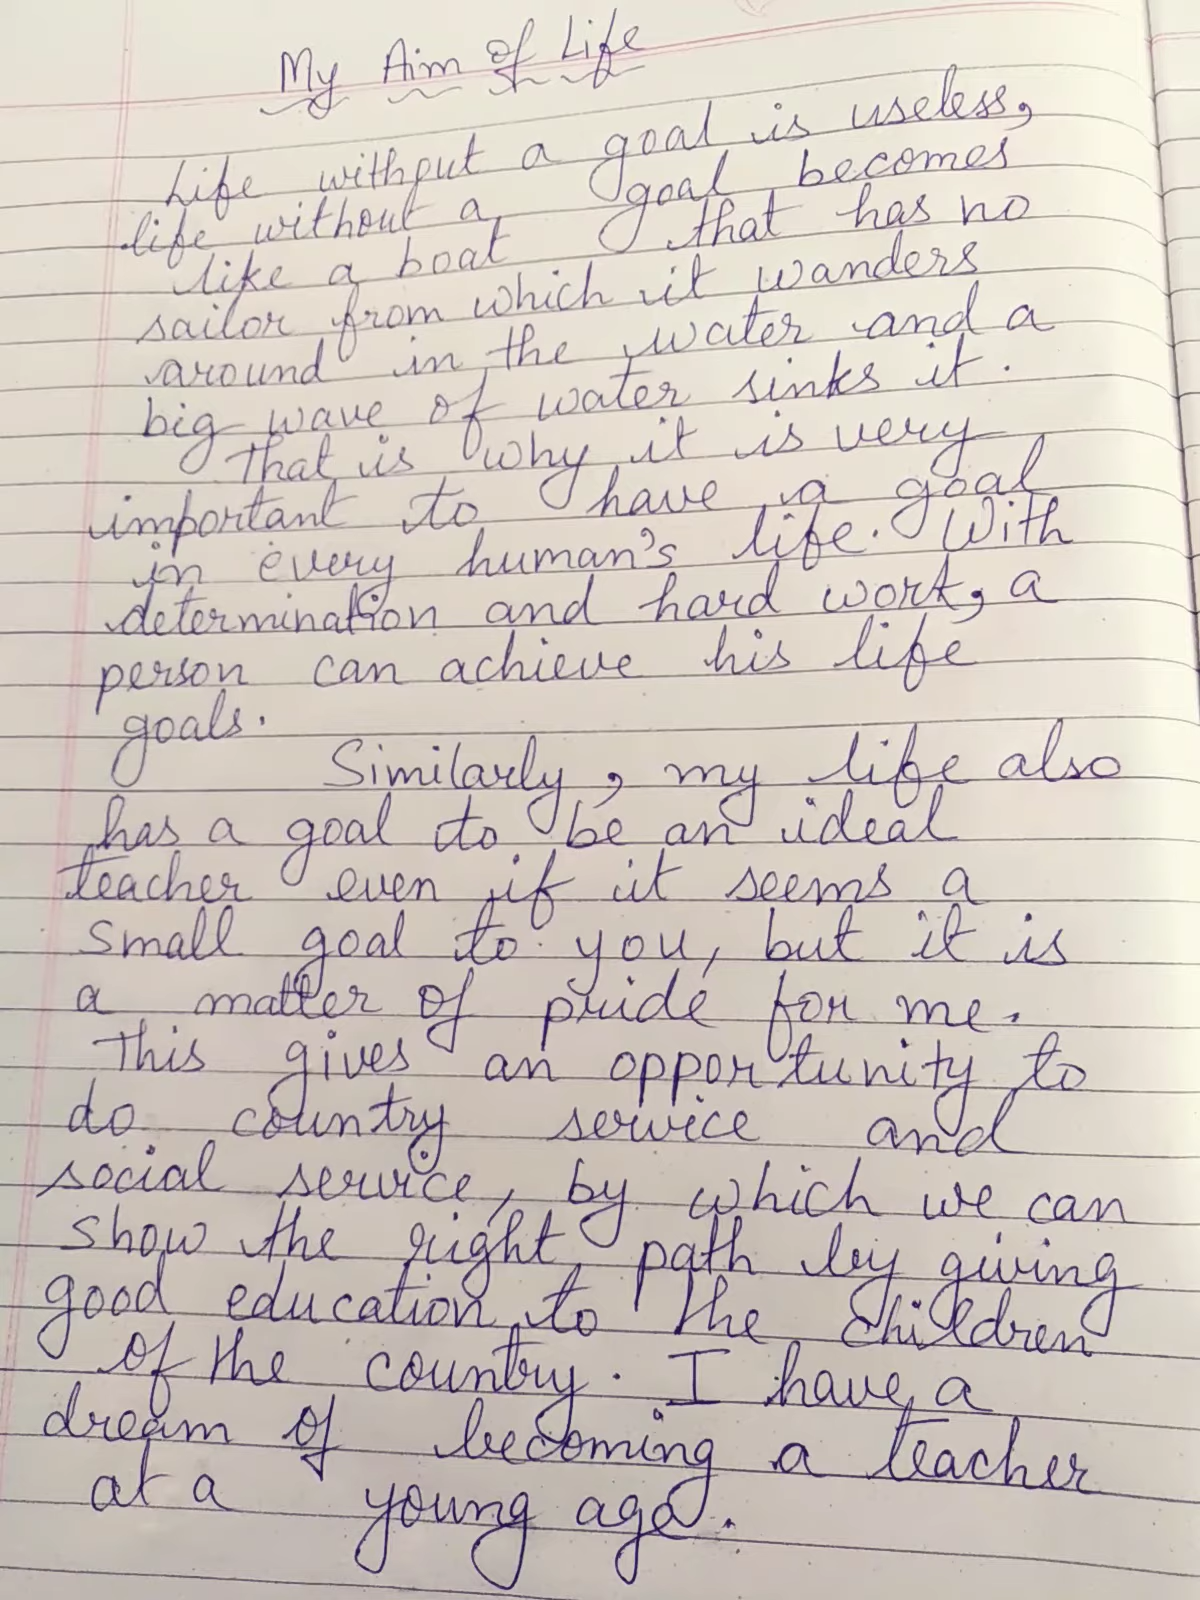 My Aim of Life
Life without a goal is useless,
life without a goal becomes
like a boat that has no
sailor from which it wanders
around in the water and a
big wave of water sinks it.
That is why it is very
important to have a goal
in every human's life. With
determination and hard work, a
person can achieve his life
goals.
Similarly, my life also
has a goal to be an ideal
teacher even if it seems a
small goal to you, but it is
a matter of pride for me.
This gives an opportunity to
do country service and
social service, by which we can
show the right path by giving
good education to the children
of the country. I have a
dream of becoming a teacher
at a young age.